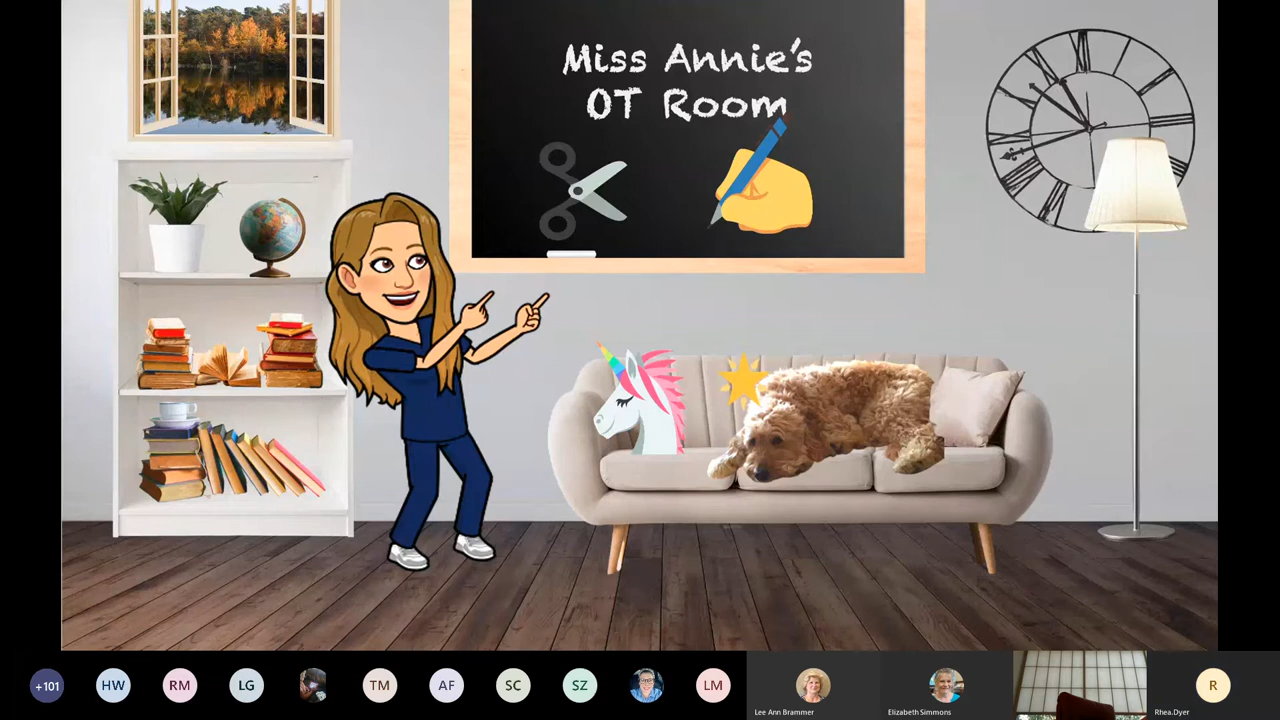 Miss Annie's
OT Room
+101
HW
RM
LG
TM
AF
SC
SZ
LM
Lee Ann Brammer
Elizabeth Simmons
R
Rhea.Dyer